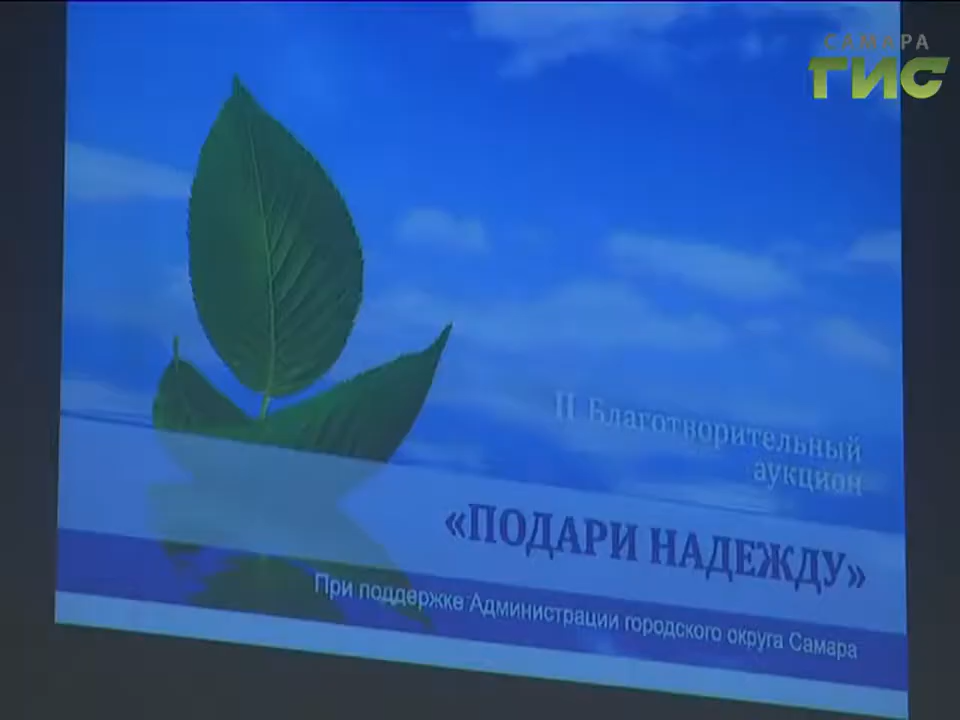 САМАРА
ГИС
II Благотворительный
аукцион
«ПОДАРИ НАДЕЖДУ»
При поддержке Администрации городского округа Самара